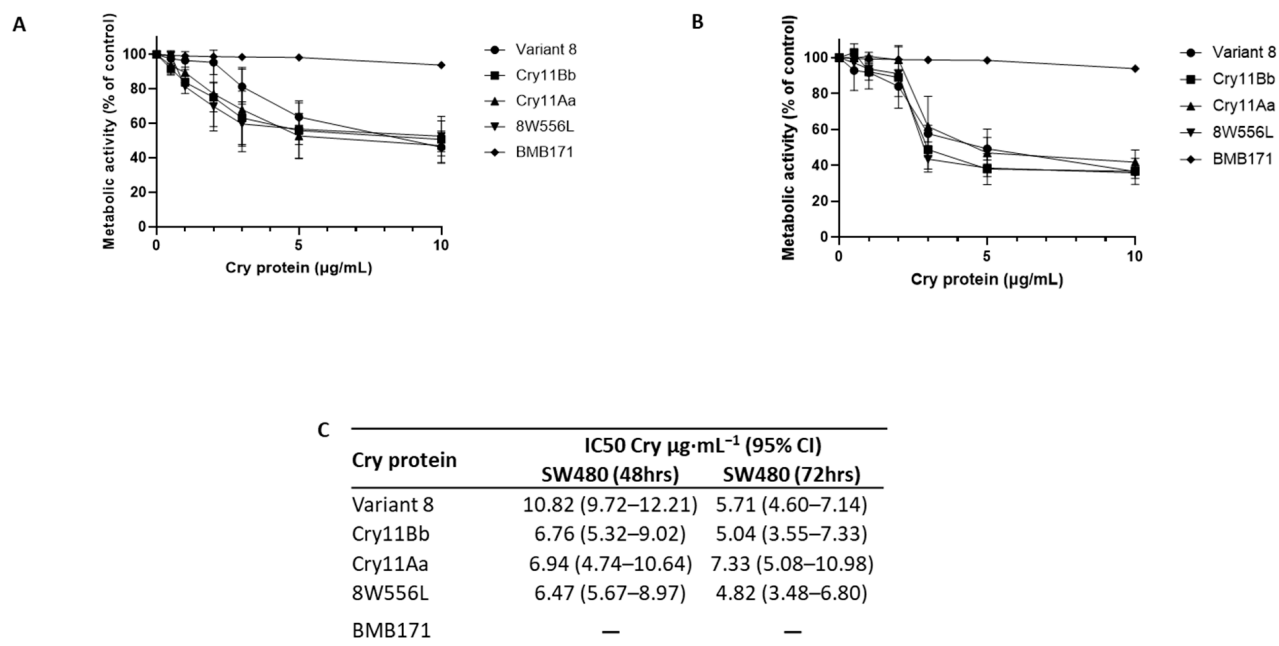 A
Metabolic activity (% of control)
100
80
60
40
20
0
0 5 10
Cry protein (µg/mL)
Variant 8
Cry11Bb
Cry11Aa
8W556L
BMB171
B
Metabolic activity (% of control)
100
80
60
40
20
0
0 5 10
Cry protein (µg/mL)
Variant 8
Cry11Bb
Cry11Aa
8W556L
BMB171
C
Cry protein
IC50 Cry µg·mL⁻¹ (95% CI)
SW480 (48hrs) SW480 (72hrs)
Variant 8 10.82 (9.72–12.21) 5.71 (4.60–7.14)
Cry11Bb 6.76 (5.32–9.02) 5.04 (3.55–7.33)
Cry11Aa 6.94 (4.74–10.64) 7.33 (5.08–10.98)
8W556L 6.47 (5.67–8.97) 4.82 (3.48–6.80)
BMB171 — —